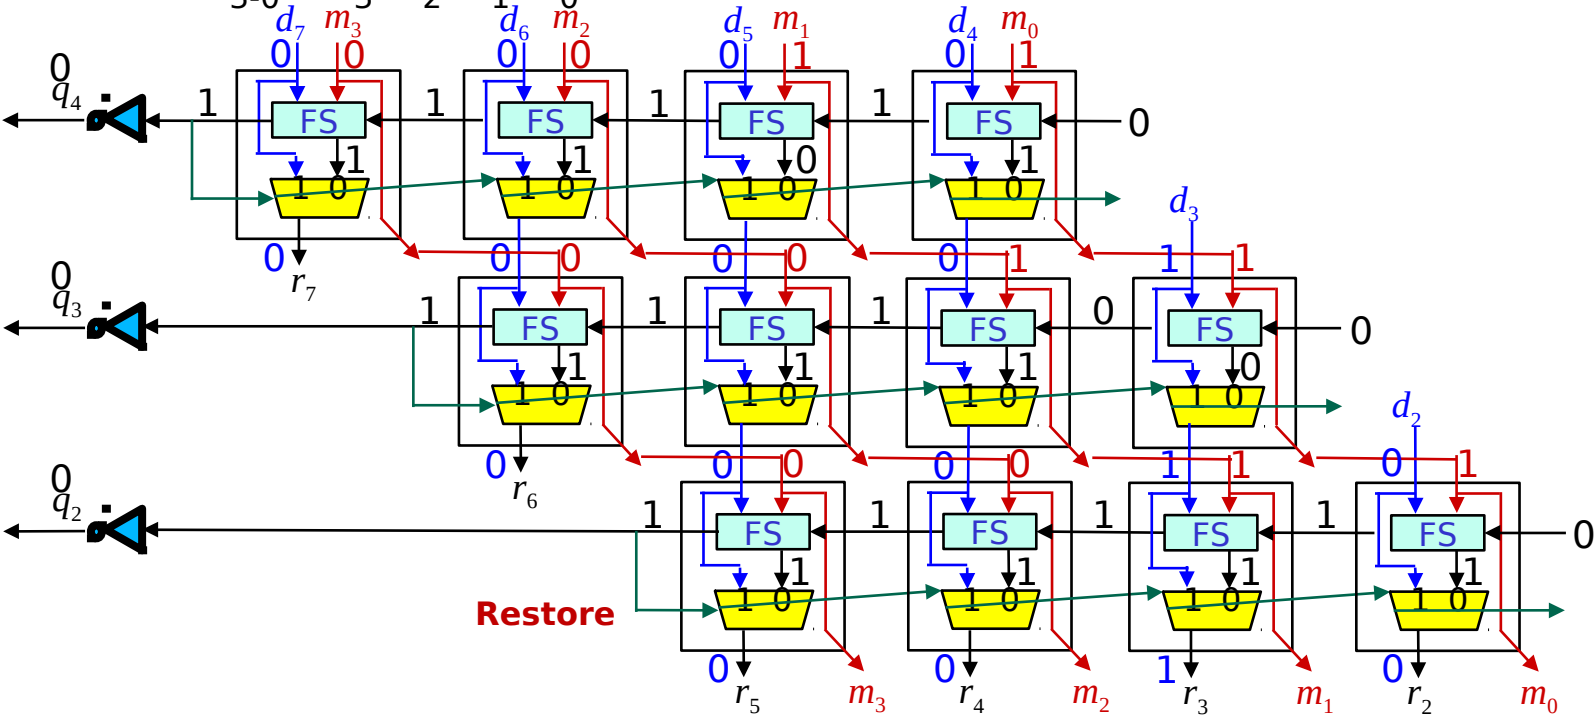 d7 m3 d6 m2 d5 m1 d4 m0
0 0 0 0 0 1 0 1
0
q4 1 1 1 1 0
FS FS FS FS
1 1 0 1
1 0 1 0 1 0 1 0
d3
0 0 0 0 0 0 1 1 1
r7
0
q3 1 1 1 0 0
FS FS FS FS
1 1 1 0
1 0 1 0 1 0 1 0
d2
0 0 0 0 0 1 1 0 1
r6
0
q2 1 1 1 1 0
FS FS FS FS
1 1 1 1
1 0 1 0 1 0 1 0
Restore
0 0 1 0
r5 m3 r4 m2 r3 m1 r2 m0